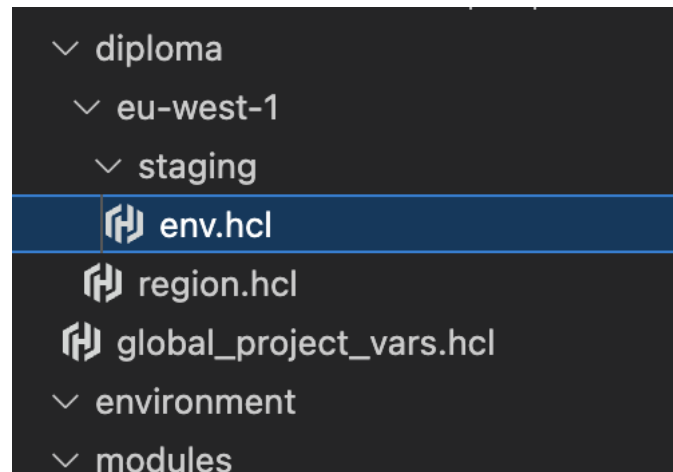 diploma
eu-west-1
staging
env.hcl
region.hcl
global_project_vars.hcl
environment
modules